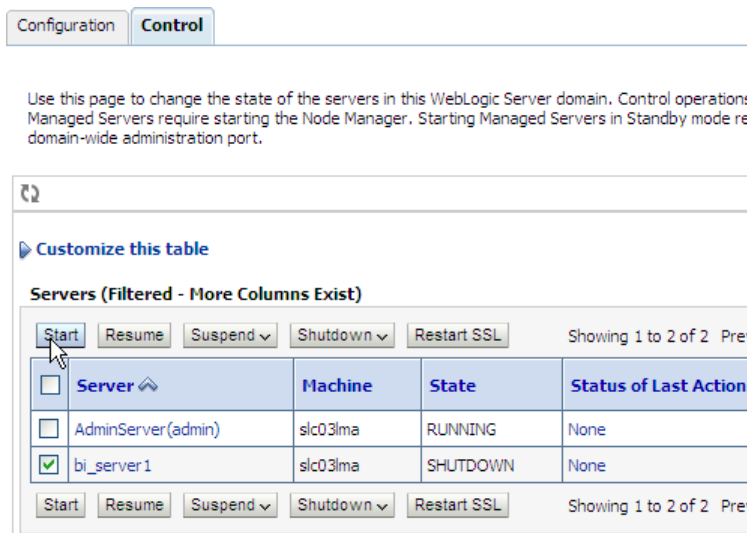 Configuration Control
Use this page to change the state of the servers in this WebLogic Server domain. Control operations
Managed Servers require starting the Node Manager. Starting Managed Servers in Standby mode re
domain-wide administration port.
Customize this table
Servers (Filtered - More Columns Exist)
Start Resume Suspend Shutdown Restart SSL Showing 1 to 2 of 2 Pre
Server Machine State Status of Last Action
AdminServer(admin) slc03lma RUNNING None
bi_server1 slc03lma SHUTDOWN None
Start Resume Suspend Shutdown Restart SSL Showing 1 to 2 of 2 Pre